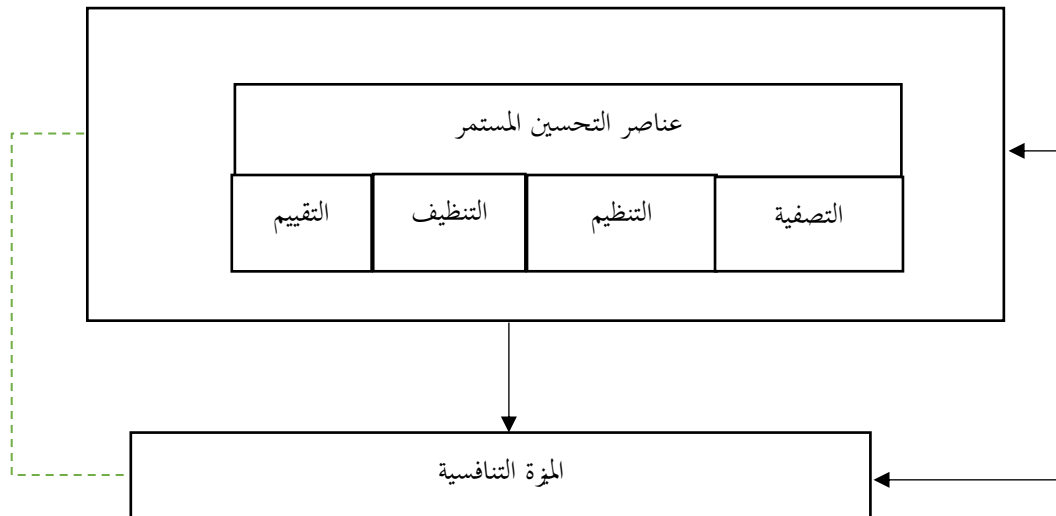 عناصر التحسين المستمر
التصفية التنظيم التنظيف التقييم
الميزة التنافسية